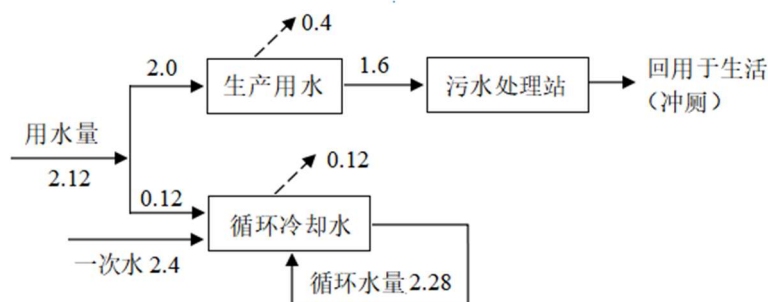 0.4
2.0
生产用水
1.6
污水处理站
回用于生活
（冲厕）
用水量
2.12
0.12
0.12
循环冷却水
一次水 2.4
循环水量 2.28